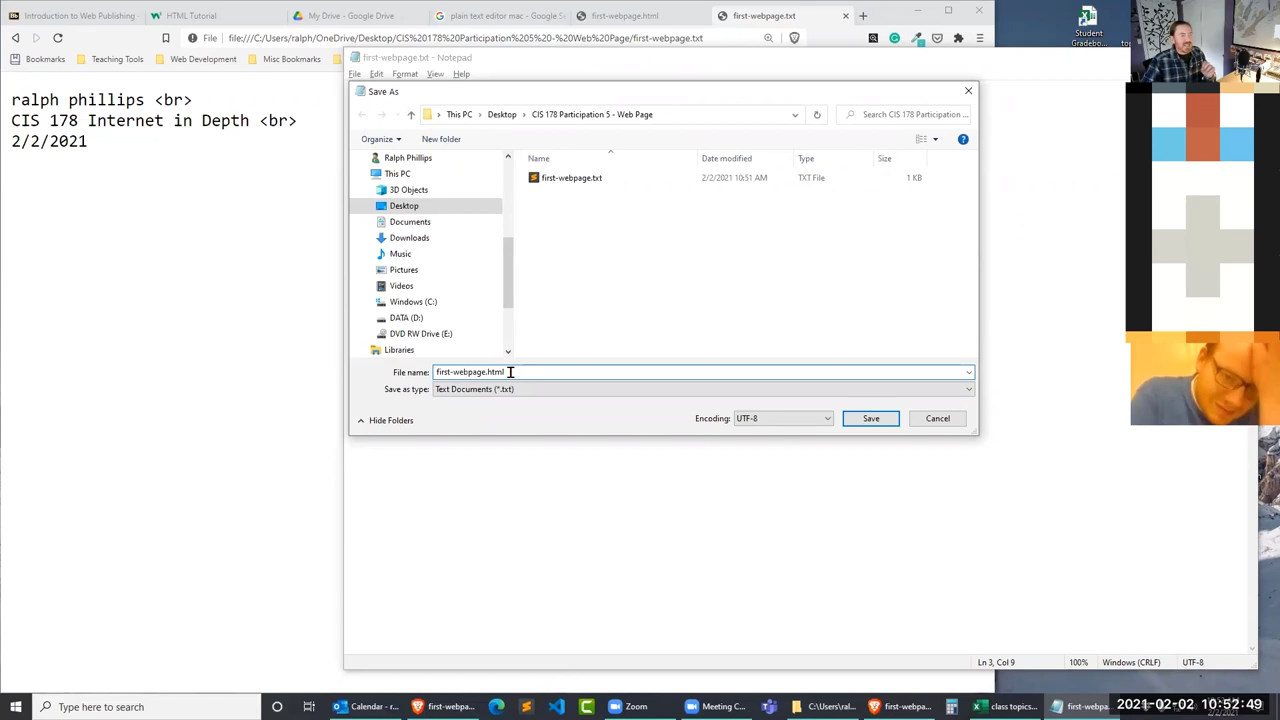 Introduction to Web Publishing
HTML Tutorial
My Drive - Google Drive
plain text editor mac - Google Se
first-webpage.html
first-webpage.txt
File
file:///C:/Users/ralph/OneDrive/Desktop/CIS%20178%20Participation%205%20-%20Web%20Page/first-webpage.txt
Bookmarks
Teaching Tools
Web Development
Misc Bookmarks
ralph phillips <br>
CIS 178 Internet in Depth <br>
2/2/2021
first-webpage.txt - Notepad
File Edit Format View Help
Save As
This PC › Desktop › CIS 178 Participation 5 - Web Page
Search CIS 178 Participation ...
Organize
New folder
Ralph Phillips
This PC
3D Objects
Desktop
Documents
Downloads
Music
Pictures
Videos
Windows (C:)
DATA (D:)
DVD RW Drive (E:)
Libraries
Name Date modified Type Size
first-webpage.txt 2/2/2021 10:51 AM TXT File 1 KB
File name: first-webpage.html
Save as type: Text Documents (*.txt)
Hide Folders
Encoding: UTF-8
Save
Cancel
Ln 3, Col 9
100%
Windows (CRLF)
UTF-8
Student
Gradebo...
Type here to search
Calendar - r...
first-webpa...
Zoom
Meeting C...
C:\Users\ral...
first-webpa...
class topics...
first-webpa...
2021-02-02 10:52:49